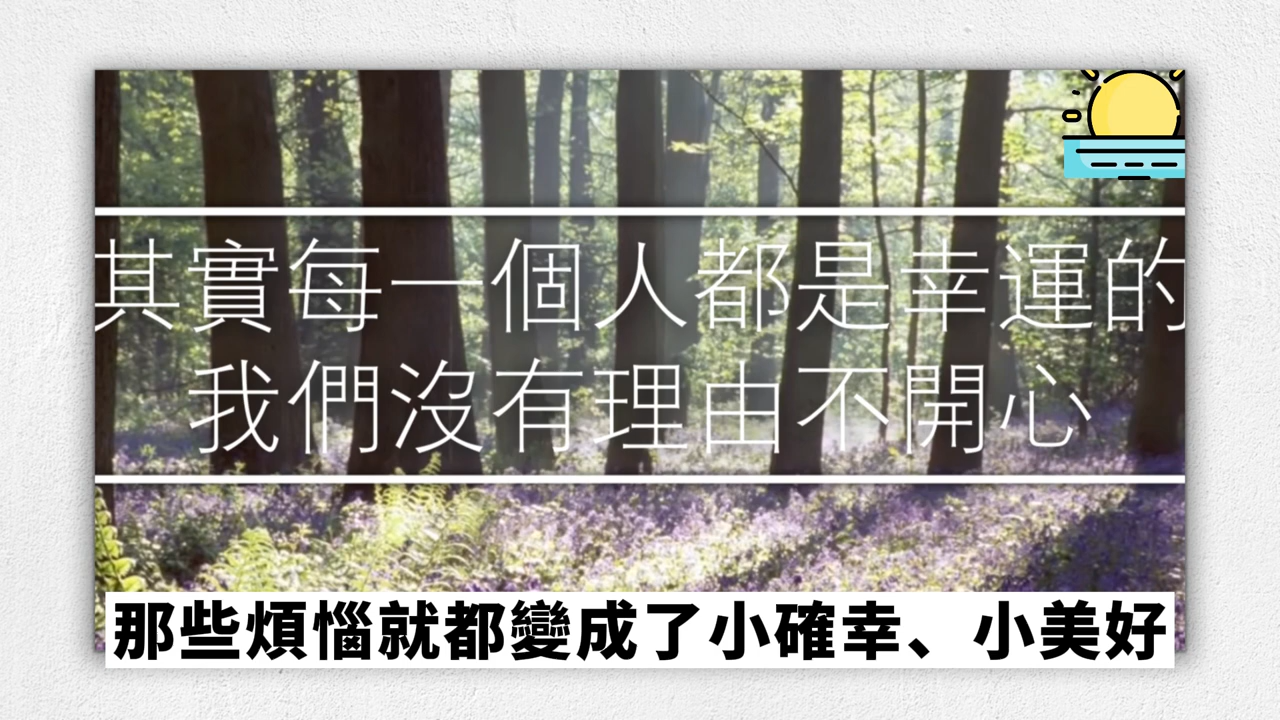 其實每一個人都是幸運的
我們沒有理由不開心
那些煩惱就都變成了小確幸、小美好